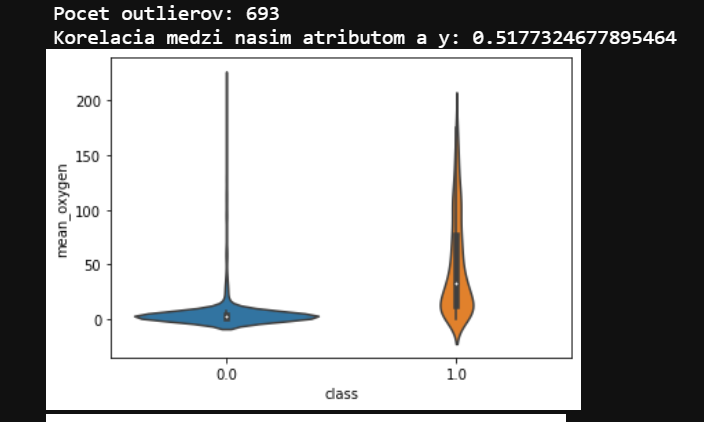 Pocet outlierov: 693
Korelacia medzi nasim atributom a y: 0.5177324677895464
200
150
100
50
0
mean_oxygen
0.0
1.0
class